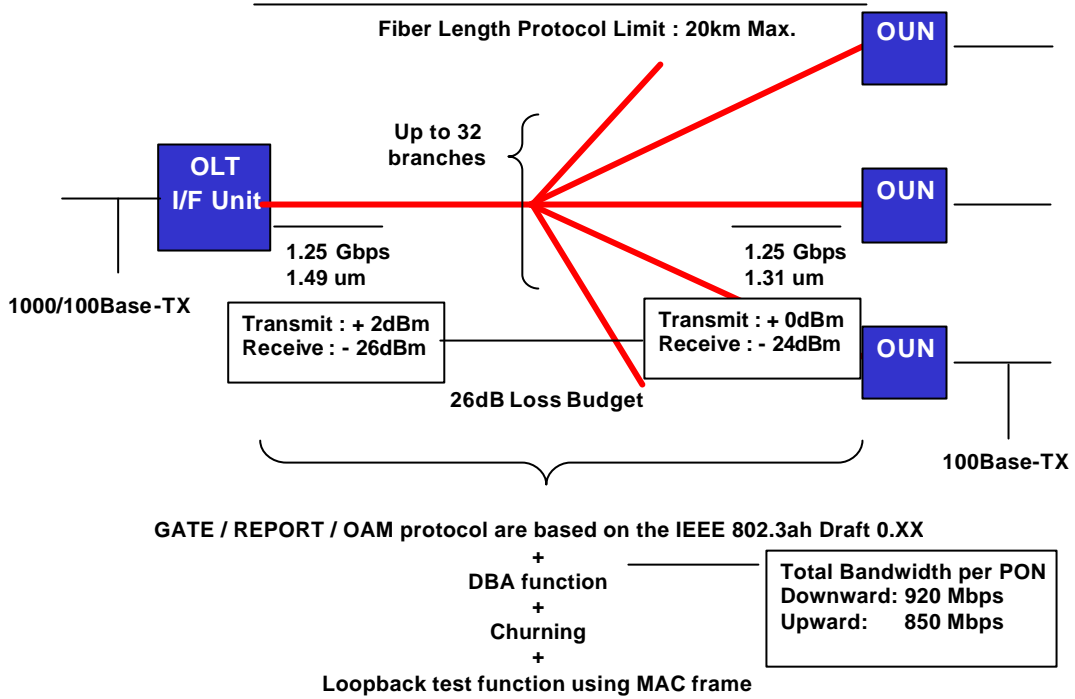 Fiber Length Protocol Limit : 20km Max.
OUN
Up to 32
branches
OLT
I/F Unit
OUN
1.25 Gbps
1.49 um
1.25 Gbps
1.31 um
1000/100Base-TX
Transmit : + 2dBm
Receive : - 26dBm
Transmit : + 0dBm
Receive : - 24dBm
OUN
26dB Loss Budget
100Base-TX
GATE / REPORT / OAM protocol are based on the IEEE 802.3ah Draft 0.XX
+
DBA function
+
Churning
+
Loopback test function using MAC frame
Total Bandwidth per PON
Downward: 920 Mbps
Upward: 850 Mbps